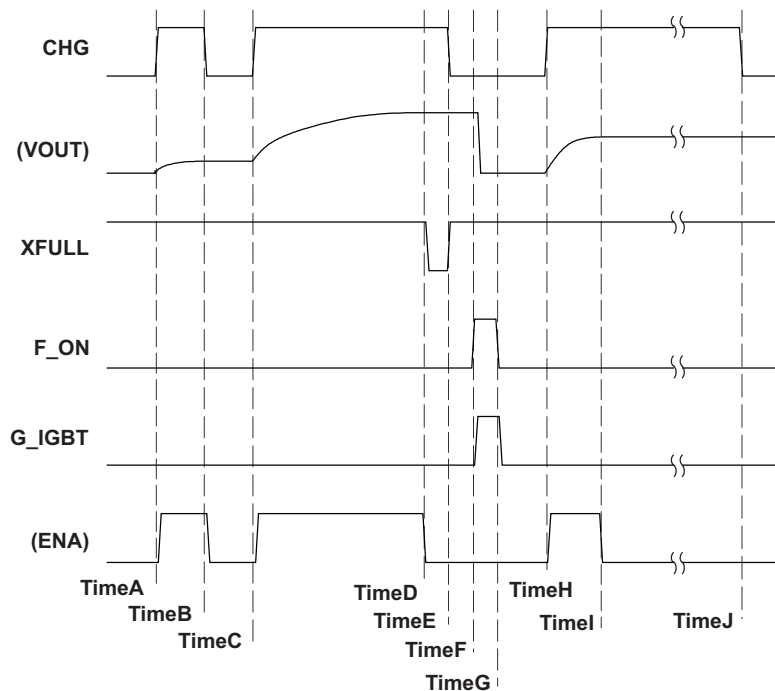 CHG
(VOUT)
XFULL
F_ON
G_IGBT
(ENA)
TimeA
TimeB
TimeC
TimeD
TimeE
TimeF
TimeG
TimeH
TimeI
TimeJ